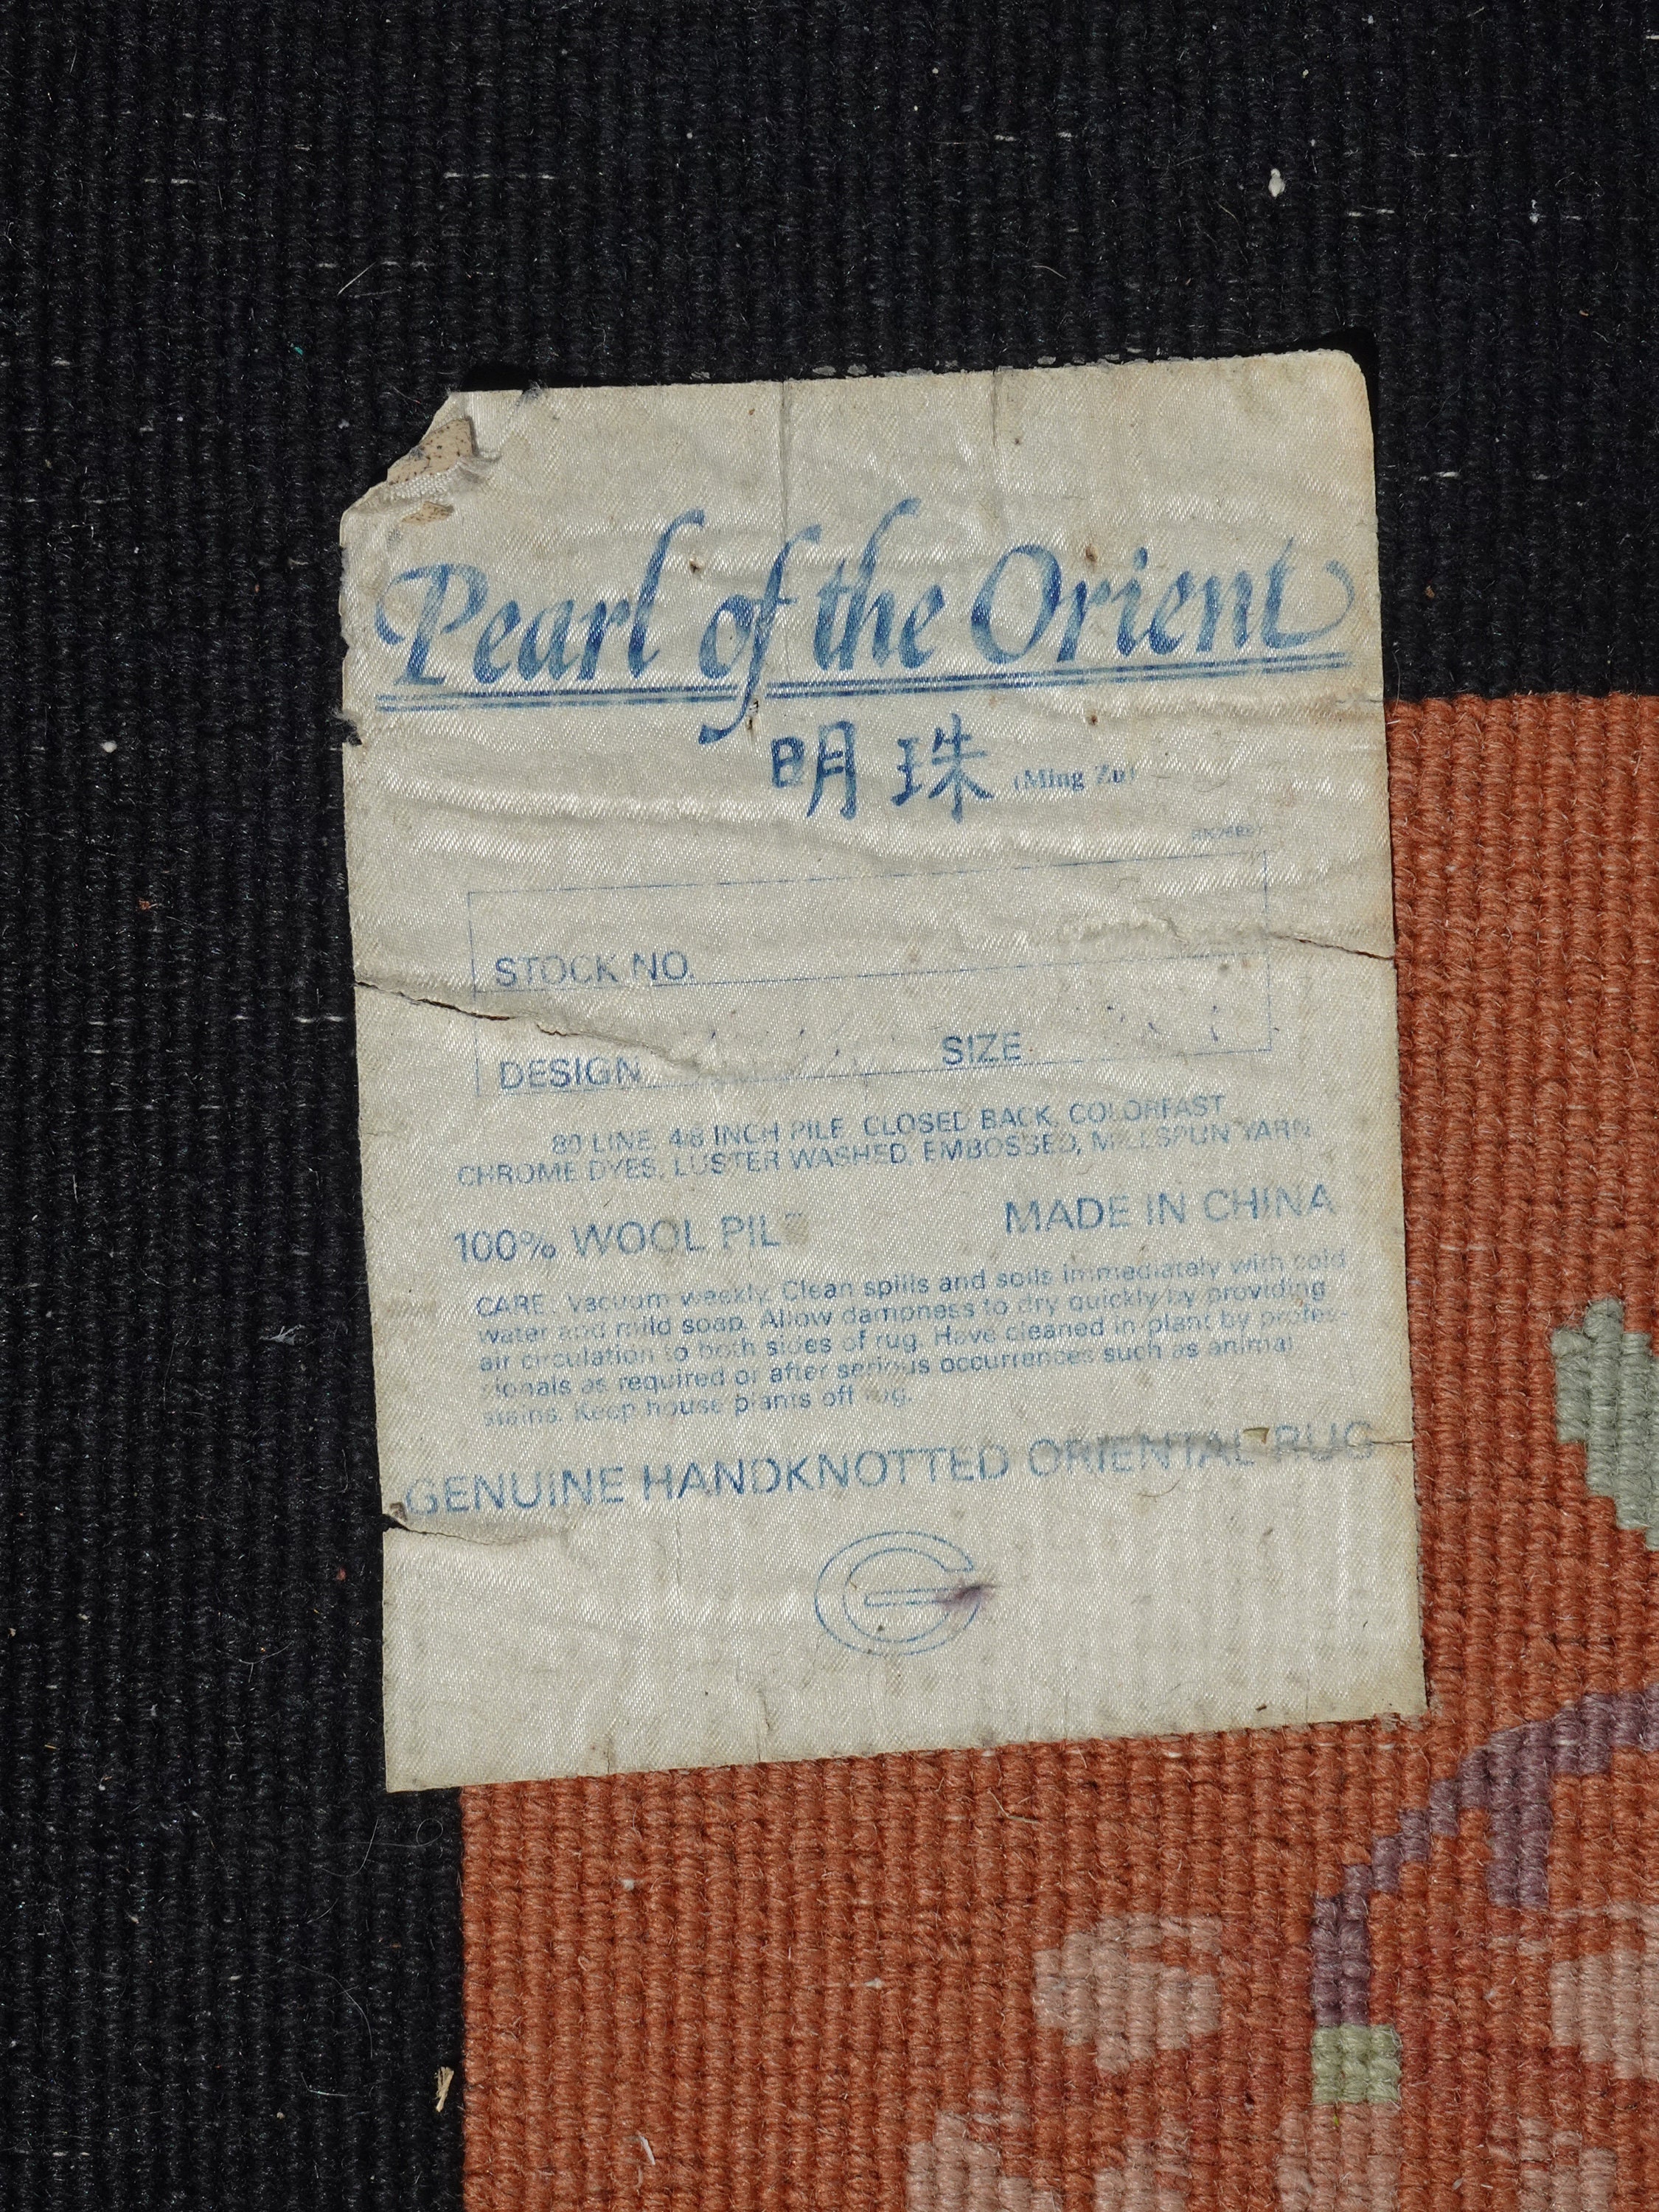 Pearl of the Orient
明珠 (Ming Zu)
STOCK NO.
DESIGN SIZE
LINE, INCH PILE, CLOSED BACK, COLORFAST
CHROME DYES, LUSTER WASHED, EMBOSSED, MILLSPUN YARN
100% WOOL PILE MADE IN CHINA
CARE: Vacuum weekly. Clean spills and soils immediately with cold
water and mild soap. Allow dampness to dry quickly by providing
air circulation to both sides of rug. Have cleaned in plant by profes-
sionals as required or after serious occurrences such as animal
stains. Keep house plants off rug.
GENUINE HANDKNOTTED ORIENTAL RUG